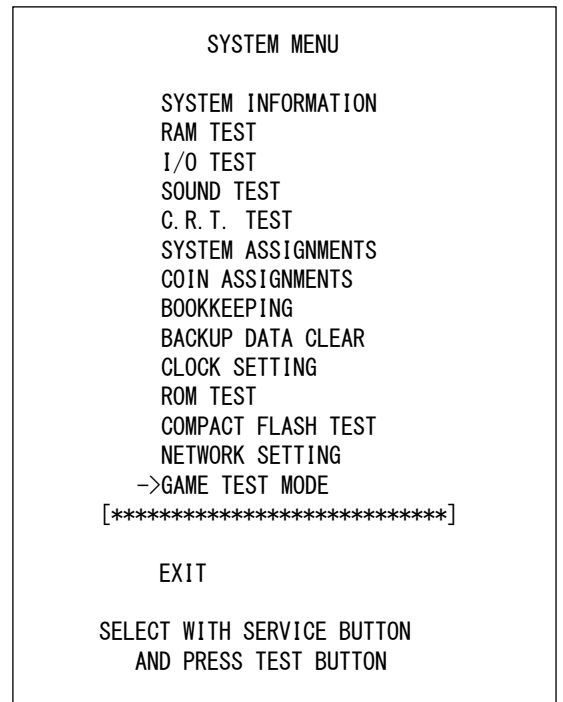 SYSTEM MENU
SYSTEM INFORMATION
RAM TEST
I/O TEST
SOUND TEST
C.R.T. TEST
SYSTEM ASSIGNMENTS
COIN ASSIGNMENTS
BOOKKEEPING
BACKUP DATA CLEAR
CLOCK SETTING
ROM TEST
COMPACT FLASH TEST
NETWORK SETTING
->GAME TEST MODE
[****************************]
EXIT
SELECT WITH SERVICE BUTTON
AND PRESS TEST BUTTON